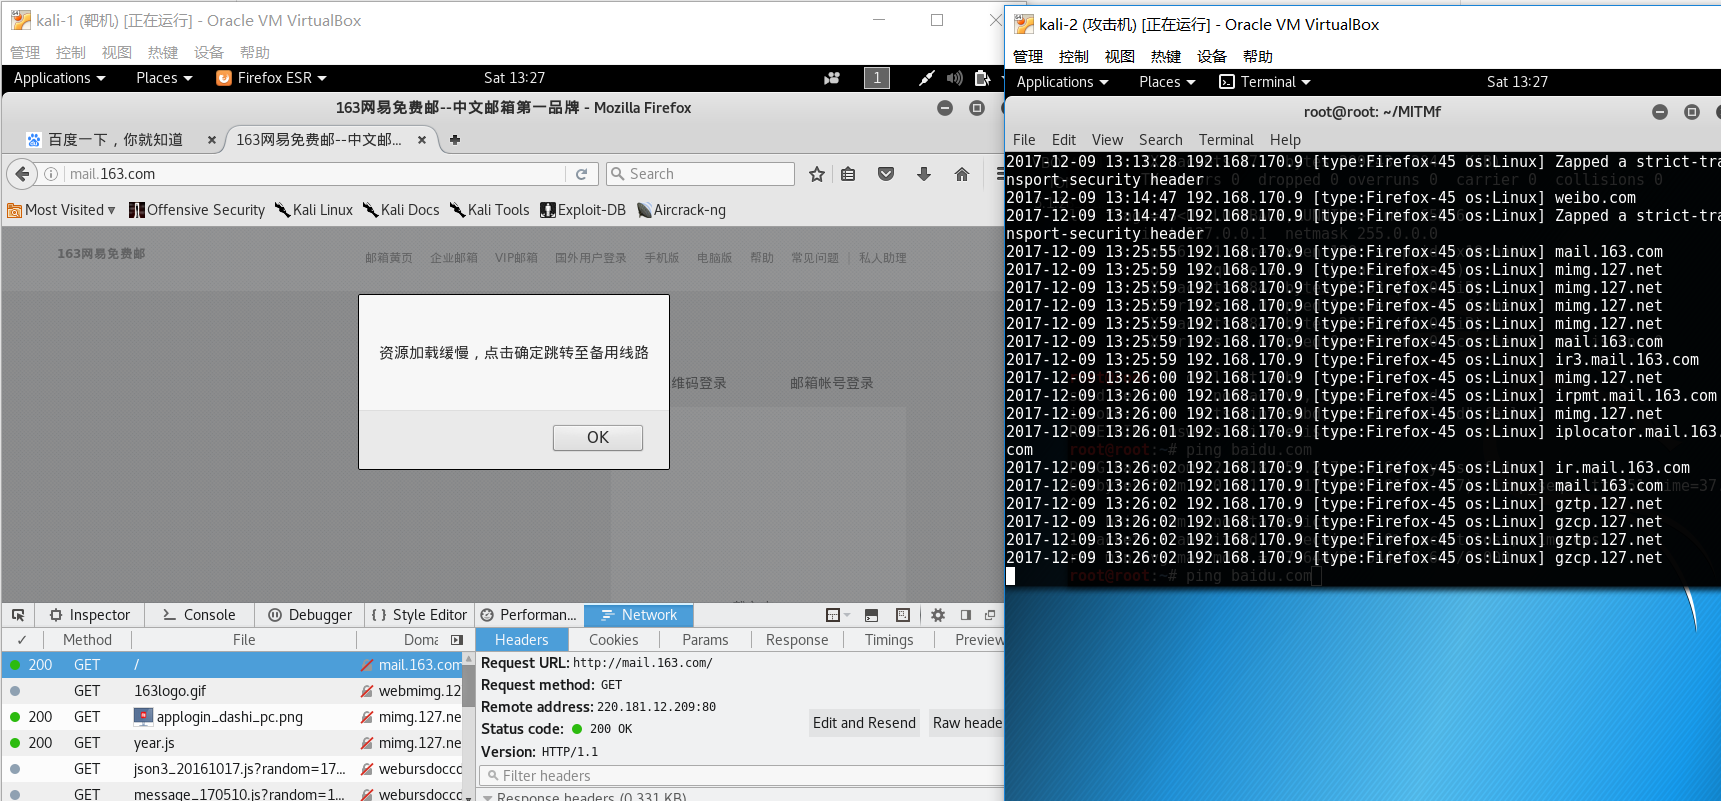 kali-1 (靶机) [正在运行] - Oracle VM VirtualBox
管理 控制 视图 热键 设备 帮助
Applications Places Firefox ESR Sat 13:27 1
163网易免费邮--中文邮箱第一品牌 - Mozilla Firefox
百度一下，你就知道 163网易免费邮--中文邮...
mail.163.com Search
Most Visited Offensive Security Kali Linux Kali Docs Kali Tools Exploit-DB Aircrack-ng
163网易免费邮
邮箱黄页 企业邮箱 VIP邮箱 国外用户登录 手机版 电脑版 帮助 常见问题 | 私人助理
资源加载缓慢，点击确定跳转至备用线路
维码登录 邮箱帐号登录
OK
Inspector Console Debugger { } Style Editor Performan... Network
✓ Method File Doma Headers Cookies Params Response Timings Preview
200 GET / mail.163.com
GET 163logo.gif webmimg.12
200 GET applogin_dashi_pc.png mimg.127.ne
200 GET year.js mimg.127.ne
GET json3_20161017.js?random=17... webursdoccd
GET message_170510.js?random=1... webursdoccd
Request URL: http://mail.163.com/
Request method: GET
Remote address: 220.181.12.209:80
Status code: 200 OK
Edit and Resend Raw heade
Version: HTTP/1.1
Filter headers
Response headers (0.331 KB)
kali-2 (攻击机) [正在运行] - Oracle VM VirtualBox
管理 控制 视图 热键 设备 帮助
Applications Places Terminal Sat 13:27
root@root: ~/MITMf
File Edit View Search Terminal Help
2017-12-09 13:13:28 192.168.170.9 [type:Firefox-45 os:Linux] Zapped a strict-tra
nsport-security header
2017-12-09 13:14:47 192.168.170.9 [type:Firefox-45 os:Linux] weibo.com
2017-12-09 13:14:47 192.168.170.9 [type:Firefox-45 os:Linux] Zapped a strict-tra
nsport-security header
2017-12-09 13:25:55 192.168.170.9 [type:Firefox-45 os:Linux] mail.163.com
2017-12-09 13:25:59 192.168.170.9 [type:Firefox-45 os:Linux] mimg.127.net
2017-12-09 13:25:59 192.168.170.9 [type:Firefox-45 os:Linux] mimg.127.net
2017-12-09 13:25:59 192.168.170.9 [type:Firefox-45 os:Linux] mimg.127.net
2017-12-09 13:25:59 192.168.170.9 [type:Firefox-45 os:Linux] mimg.127.net
2017-12-09 13:25:59 192.168.170.9 [type:Firefox-45 os:Linux] mail.163.com
2017-12-09 13:25:59 192.168.170.9 [type:Firefox-45 os:Linux] ir3.mail.163.com
2017-12-09 13:26:00 192.168.170.9 [type:Firefox-45 os:Linux] mimg.127.net
2017-12-09 13:26:00 192.168.170.9 [type:Firefox-45 os:Linux] irpmt.mail.163.com
2017-12-09 13:26:00 192.168.170.9 [type:Firefox-45 os:Linux] mimg.127.net
2017-12-09 13:26:01 192.168.170.9 [type:Firefox-45 os:Linux] iplocator.mail.163.
com
2017-12-09 13:26:02 192.168.170.9 [type:Firefox-45 os:Linux] ir.mail.163.com
2017-12-09 13:26:02 192.168.170.9 [type:Firefox-45 os:Linux] mail.163.com
2017-12-09 13:26:02 192.168.170.9 [type:Firefox-45 os:Linux] gztp.127.net
2017-12-09 13:26:02 192.168.170.9 [type:Firefox-45 os:Linux] gzcp.127.net
2017-12-09 13:26:02 192.168.170.9 [type:Firefox-45 os:Linux] gztp.127.net
2017-12-09 13:26:02 192.168.170.9 [type:Firefox-45 os:Linux] gzcp.127.net
root@root:~# ping baidu.com